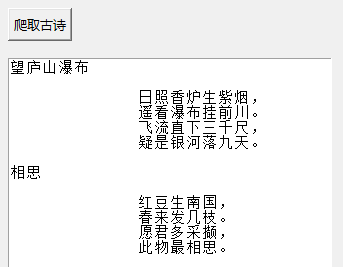 爬取古诗
望庐山瀑布
日照香炉生紫烟，
遥看瀑布挂前川。
飞流直下三千尺，
疑是银河落九天。
相思
红豆生南国，
春来发几枝。
愿君多采撷，
此物最相思。